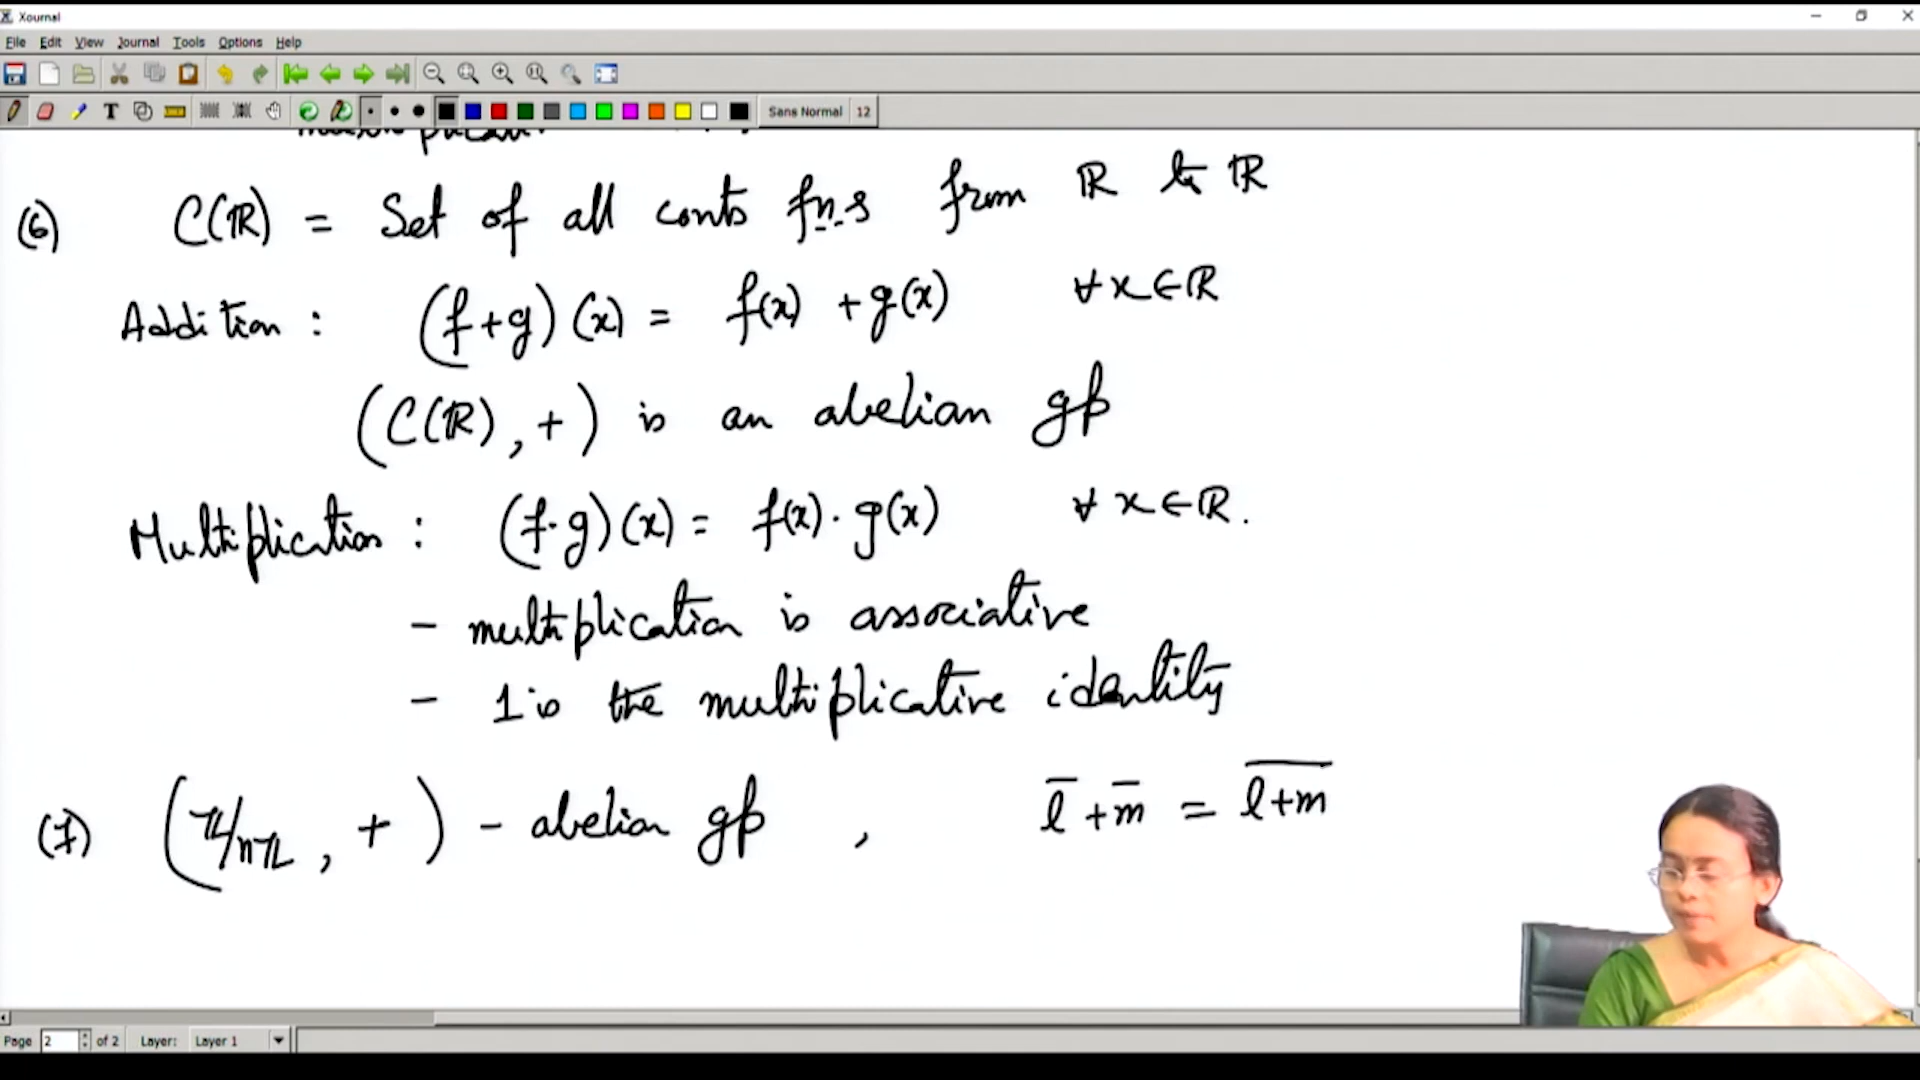 Xournal
File Edit View Journal Tools Options Help
Sans Normal 12
(6) C(ℝ) = Set of all conts fn.s from ℝ to ℝ
Addition : (f+g)(x) = f(x) + g(x) ∀ x ∈ ℝ
(C(ℝ), +) is an abelian gp
Multiplication : (f·g)(x) = f(x)·g(x) ∀ x ∈ ℝ.
- multiplication is associative
- 1 is the multiplicative identity
(7) (ℤ/nℤ, +) - abelian gp , l̅ + m̅ = \overline{l+m}
Page 2 of 2 Layer: Layer 1